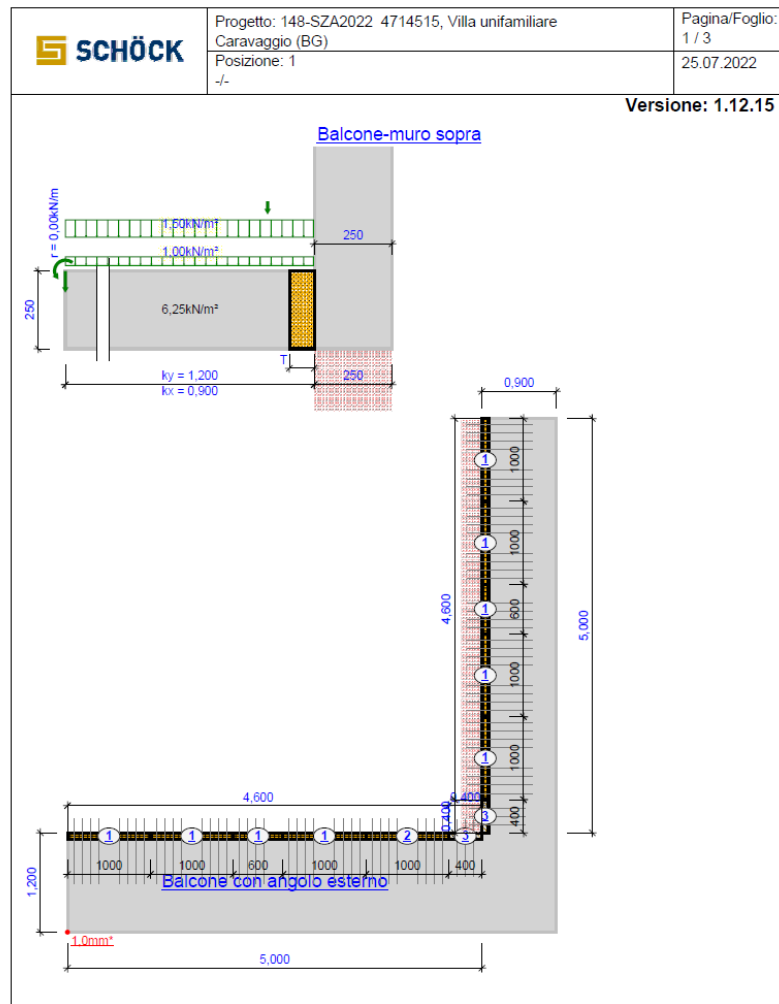 SCHÖCK
Progetto: 148-SZA2022 4714515, Villa unifamiliare
Caravaggio (BG)
Posizione: 1
-/-
Pagina/Foglio:
1 / 3
25.07.2022
Versione: 1.12.15
Balcone-muro sopra
r = 0,00kN/m
1,60kN/m²
1,00kN/m²
250
250
6,25kN/m²
T
ky = 1,200
kx = 0,900
250
0,900
1
1000
1
1000
4,600
1
600
5,000
1
1000
1
1000
4,600
0,400
0,400
3
400
1
1
1
1
2
3
1,200
1000
1000
600
1000
1000
400
Balcone con angolo esterno
1,0mm*
5,000